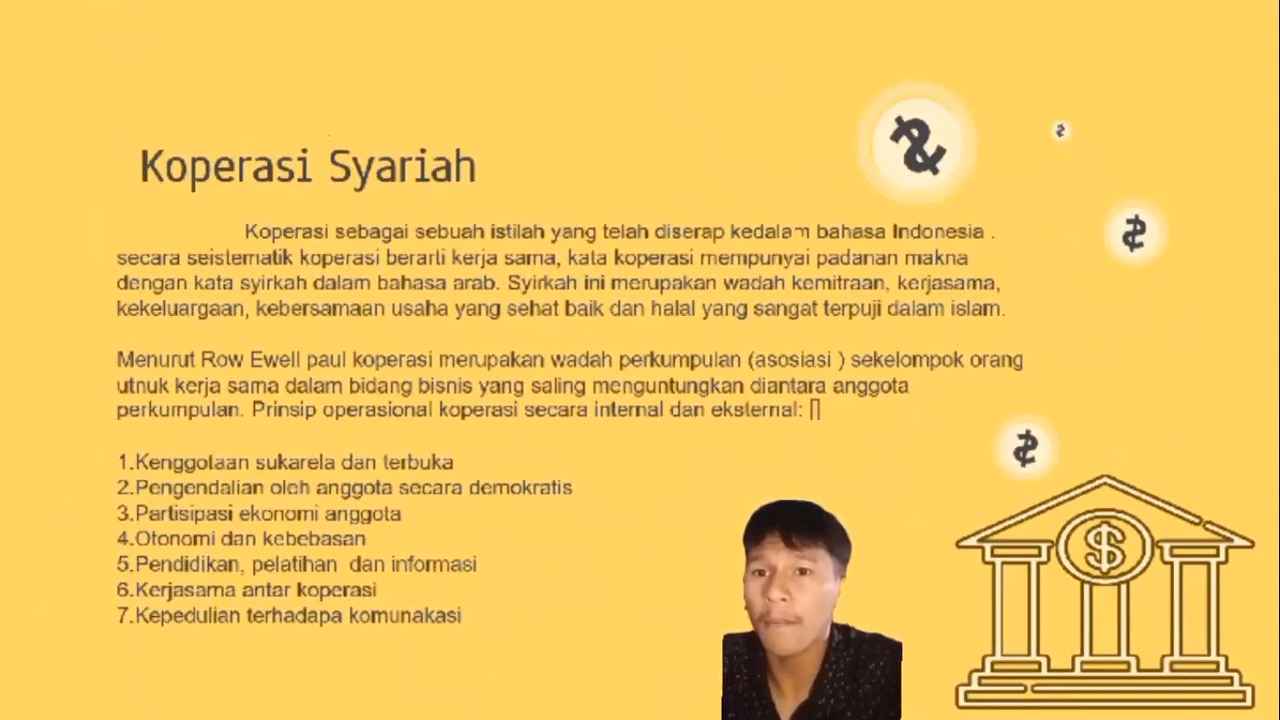 Koperasi Syariah
Koperasi sebagai sebuah istilah yang telah diserap kedalam bahasa Indonesia .
secara seistematik koperasi berarti kerja sama, kata koperasi mempunyai padanan makna
dengan kata syirkah dalam bahasa arab. Syirkah ini merupakan wadah kemitraan, kerjasama,
kekeluargaan, kebersamaan usaha yang sehat baik dan halal yang sangat terpuji dalam islam.
Menurut Row Ewell paul koperasi merupakan wadah perkumpulan (asosiasi ) sekelompok orang
utnuk kerja sama dalam bidang bisnis yang saling menguntungkan diantara anggota
perkumpulan. Prinsip operasional koperasi secara internal dan eksternal: []
1.Kenggotaan sukarela dan terbuka
2.Pengendalian oleh anggota secara demokratis
3.Partisipasi ekonomi anggota
4.Otonomi dan kebebasan
5.Pendidikan, pelatihan  dan informasi
6.Kerjasama antar koperasi
7.Kepedulian terhadapa komunakasi